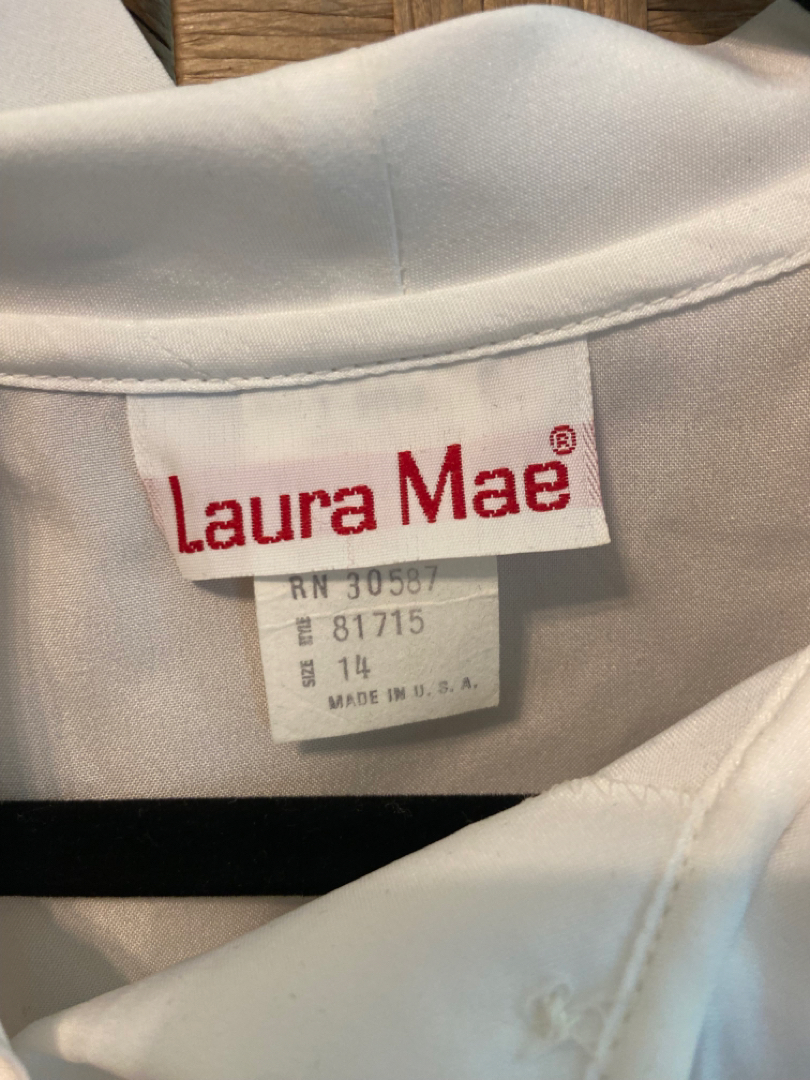 Laura Mae®
RN 30587
STYLE 81715
SIZE 14
MADE IN U.S.A.